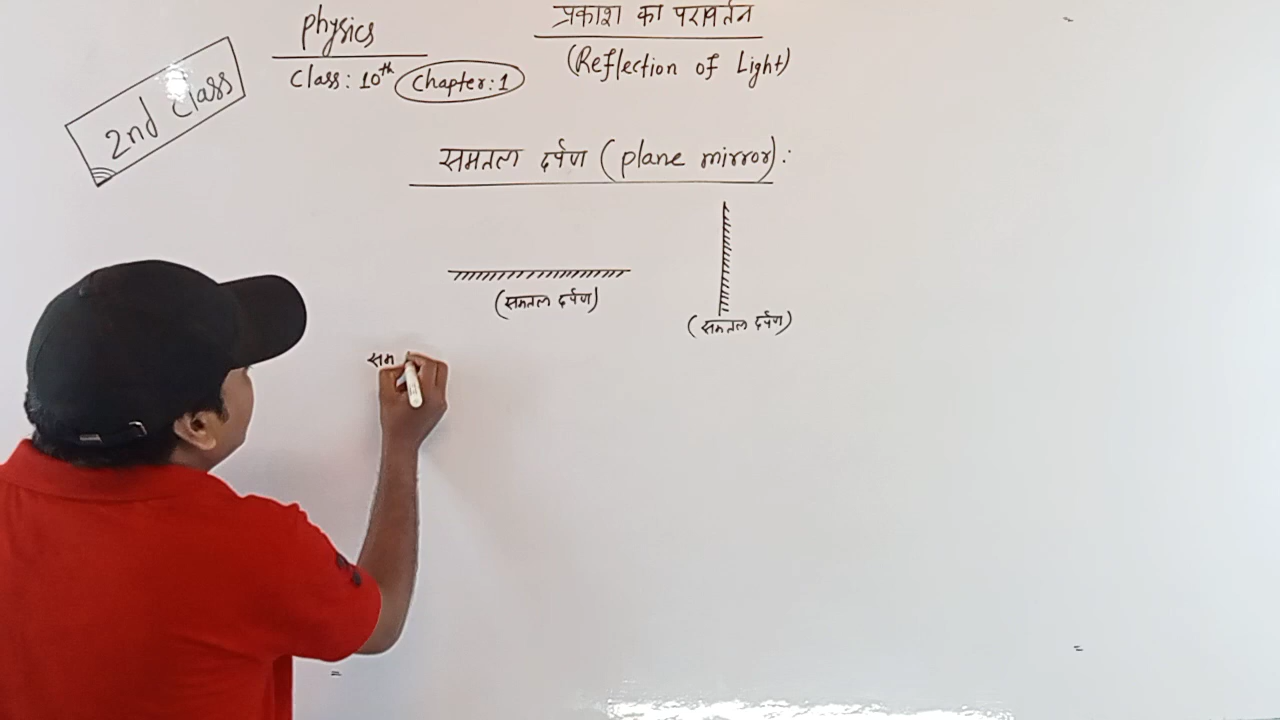 physics
प्रकाश का परावर्तन
Class: 10th Chapter: 1
(Reflection of Light)
2nd Class
समतल दर्पण (plane mirror):
(समतल दर्पण)
(समतल दर्पण)
सम